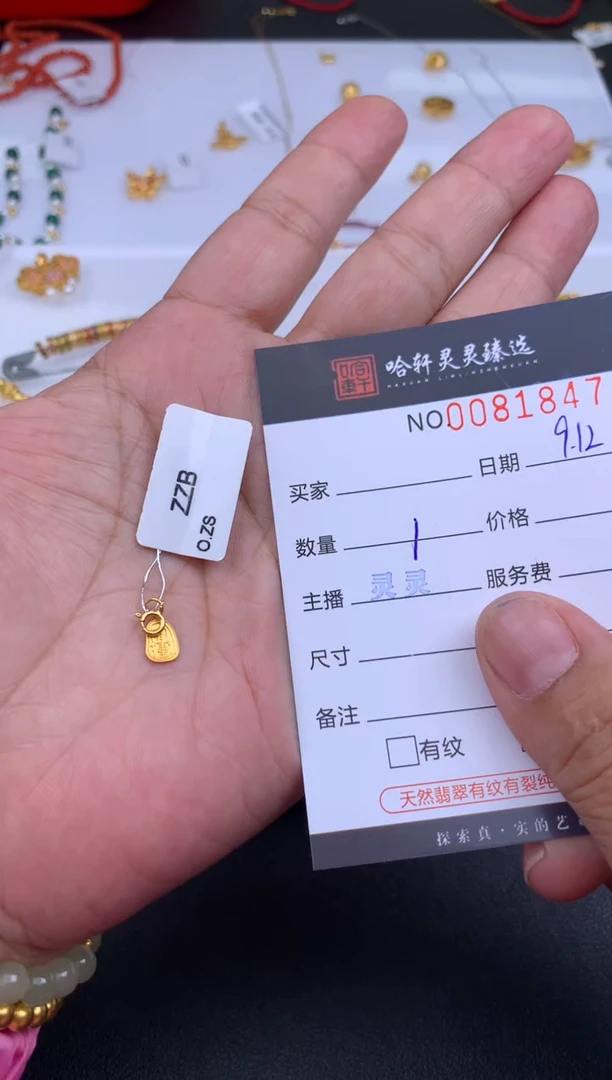 哈轩灵灵臻选
NO0081847
买家
日期 9.12
数量 1
价格
主播 灵灵
服务费
尺寸
备注
有纹
天然翡翠有纹有裂纯
探索真·实的艺
ZZB
0.ZS